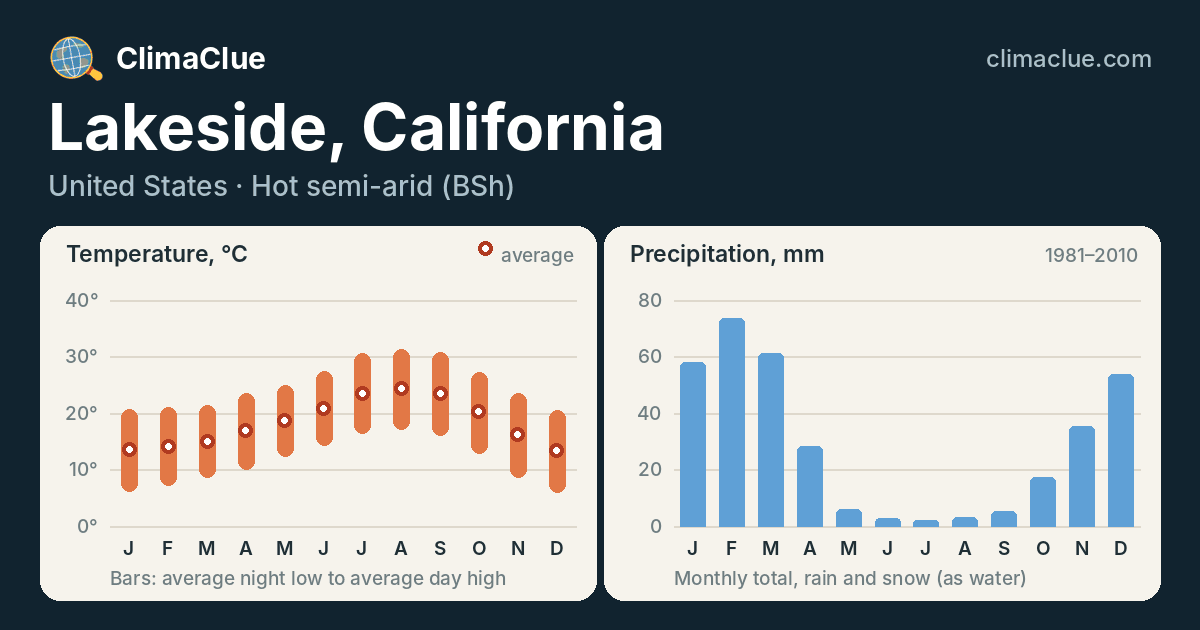 ClimaClue
climaclue.com
Lakeside, California
United States · Hot semi-arid (BSh)
Temperature, °C
average
40°
30°
20°
10°
0°
J F M A M J J A S O N D
Bars: average night low to average day high
Precipitation, mm
1981–2010
80
60
40
20
0
J F M A M J J A S O N D
Monthly total, rain and snow (as water)